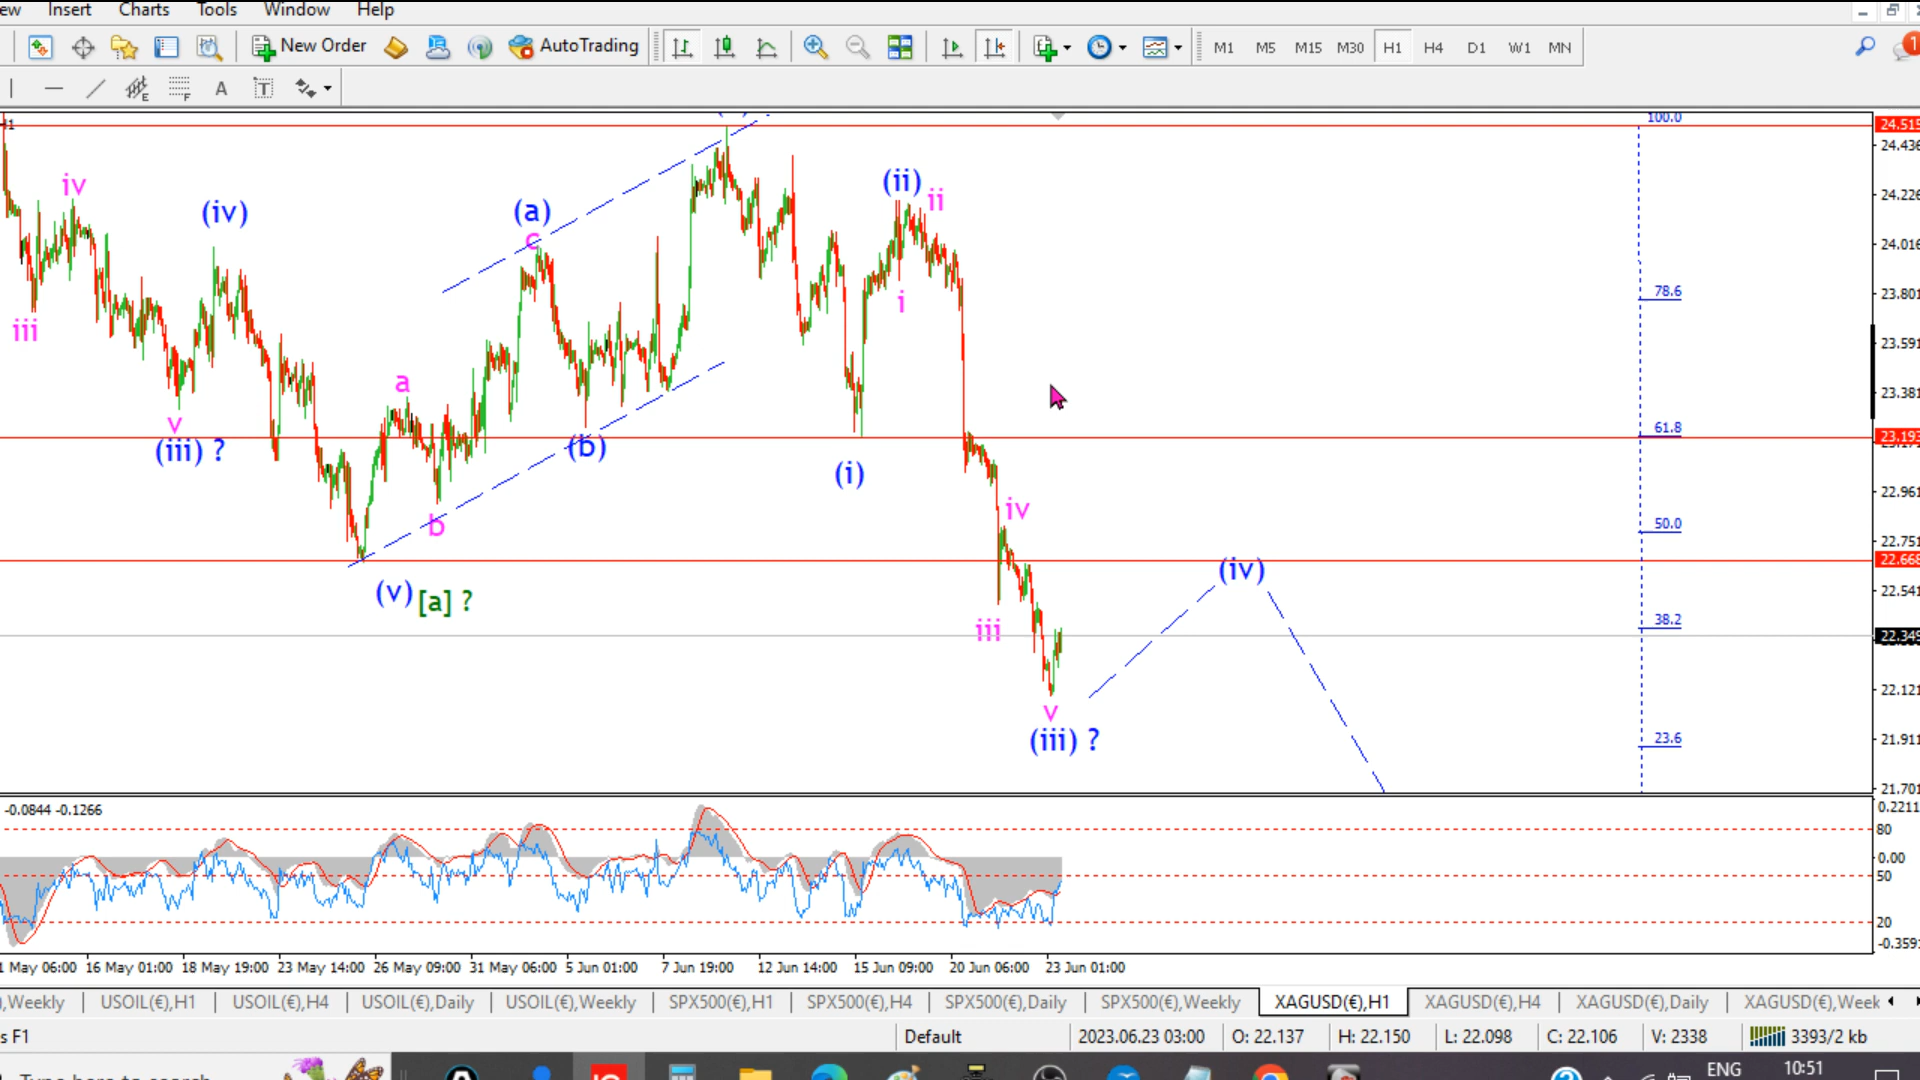 ew Insert Charts Tools Window Help
New Order AutoTrading M1 M5 M15 M30 H1 H4 D1 W1 MN 1
E F A T
100.0 24.515
24.436
iv (ii) ii 24.226
(iv) (a)
c 24.016
78.6 23.801
iii i
23.591
a 23.381
v
(iii) ? (b) 61.8 23.193
(i)
22.961
iv
b 50.0 22.751
(iv) 22.668
(v) [a] ? 22.541
iii 38.2 22.349
22.121
v
(iii) ? 23.6 21.911
21.701
-0.0844 -0.1266 0.2211
80
0.00
50
20
-0.359
May 06:00 16 May 01:00 18 May 19:00 23 May 14:00 26 May 09:00 31 May 06:00 5 Jun 01:00 7 Jun 19:00 12 Jun 14:00 15 Jun 09:00 20 Jun 06:00 23 Jun 01:00
,Weekly USOIL(€),H1 USOIL(€),H4 USOIL(€),Daily USOIL(€),Weekly SPX500(€),H1 SPX500(€),H4 SPX500(€),Daily SPX500(€),Weekly XAGUSD(€),H1 XAGUSD(€),H4 XAGUSD(€),Daily XAGUSD(€),Week
s F1 Default 2023.06.23 03:00 O: 22.137 H: 22.150 L: 22.098 C: 22.106 V: 2338 3393/2 kb
Type here to search ENG 10:51